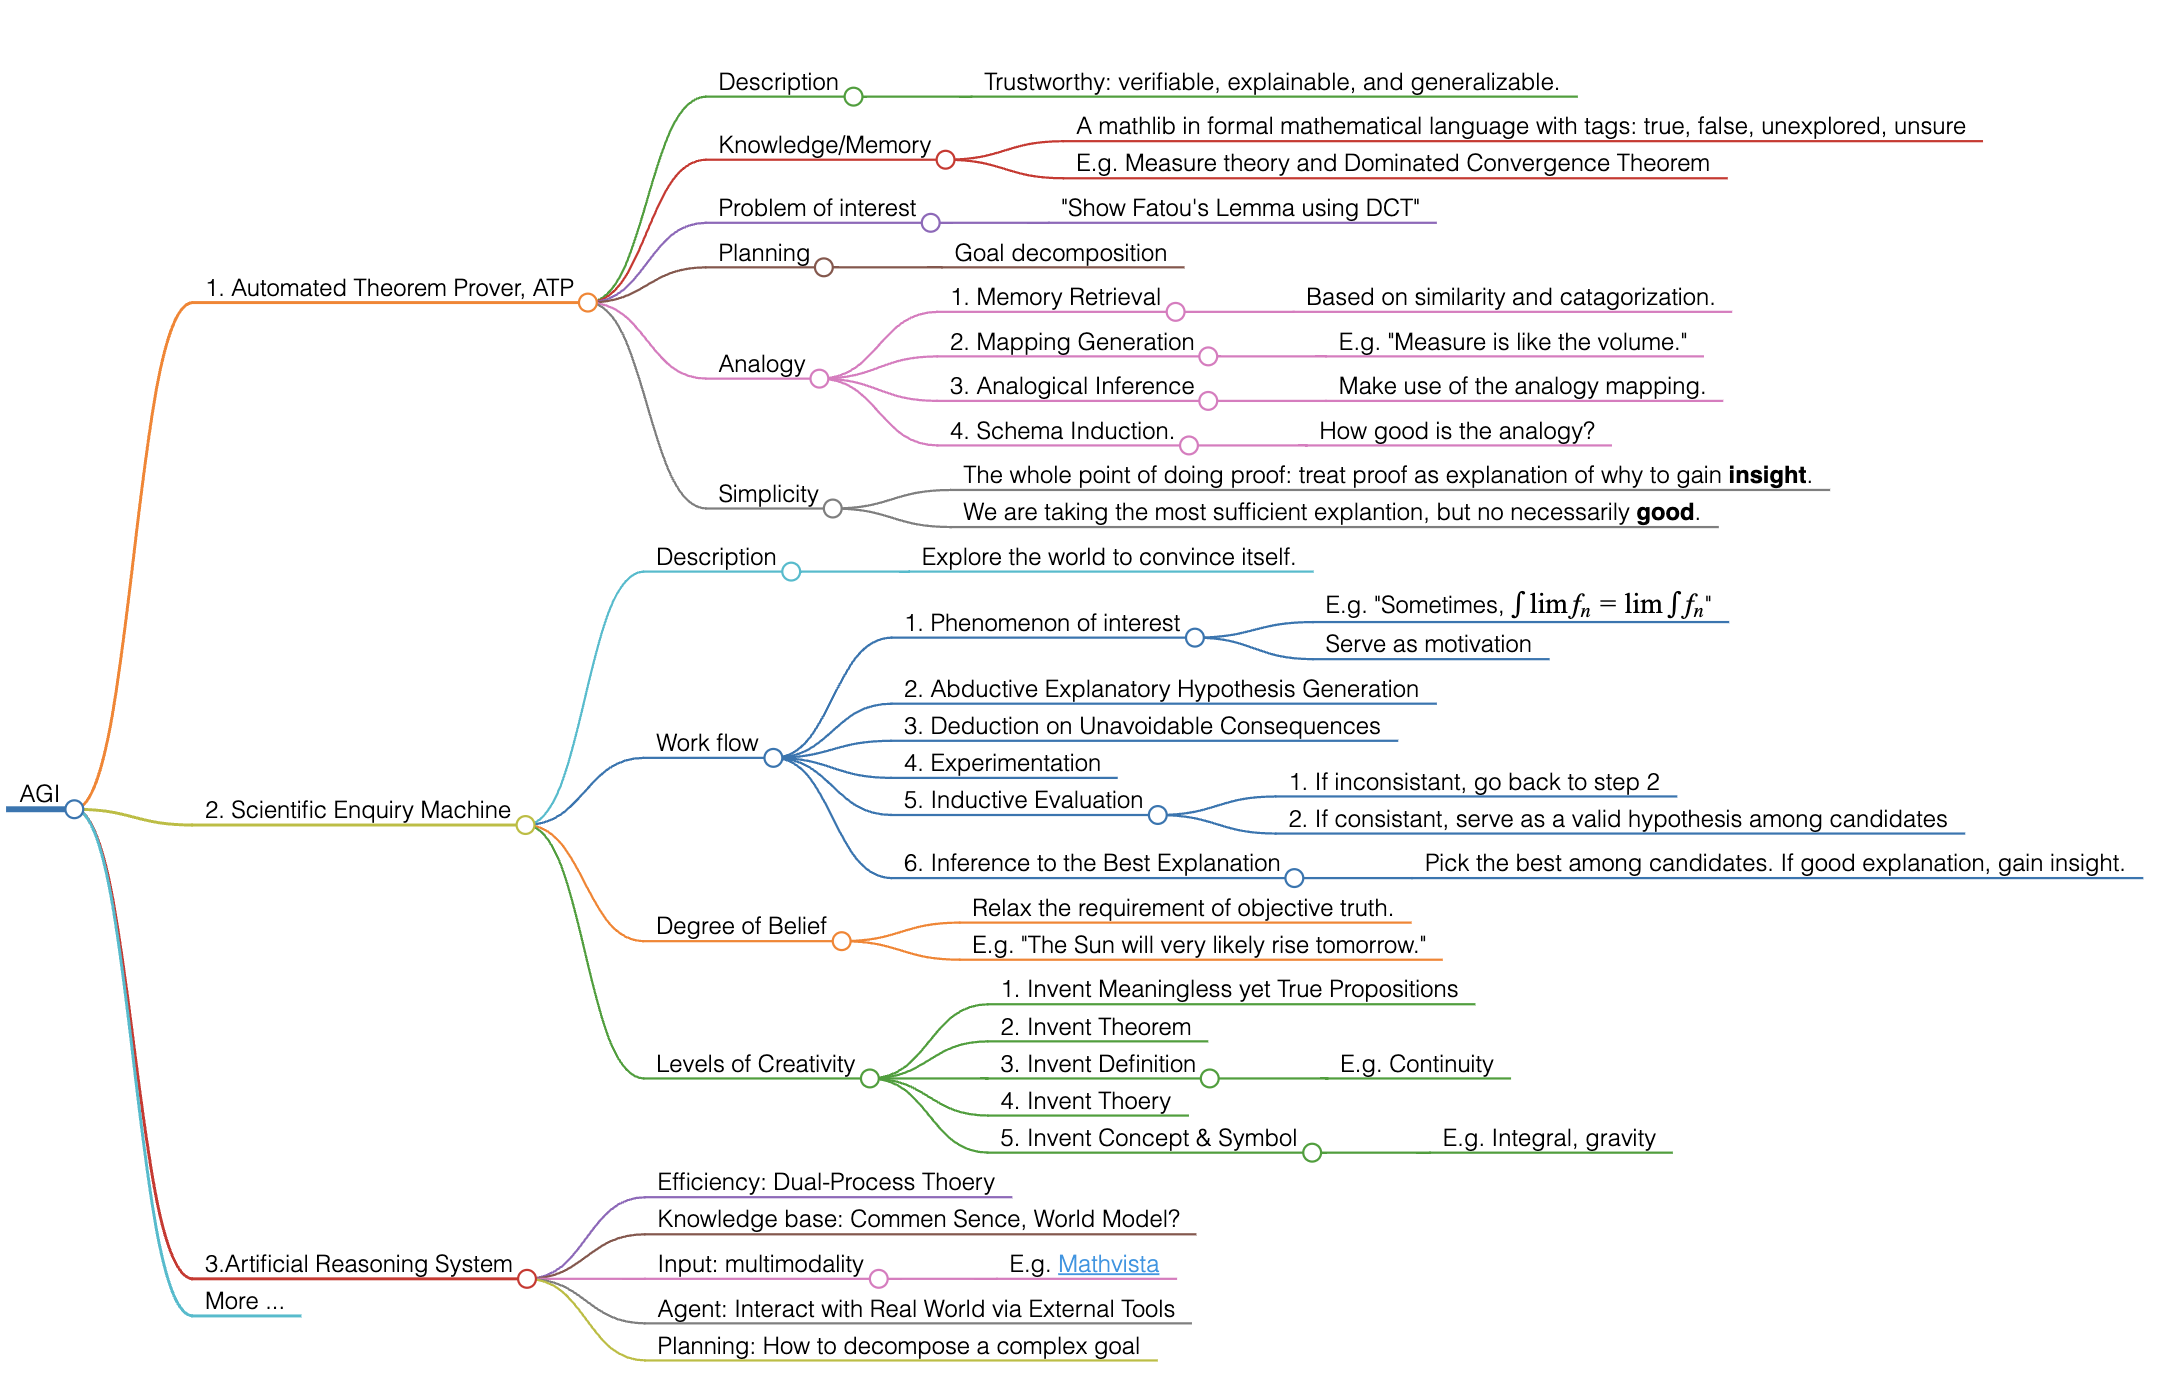 AGI
1. Automated Theorem Prover, ATP
Description
Trustworthy: verifiable, explainable, and generalizable.
Knowledge/Memory
A mathlib in formal mathematical language with tags: true, false, unexplored, unsure
E.g. Measure theory and Dominated Convergence Theorem
Problem of interest
"Show Fatou's Lemma using DCT"
Planning
Goal decomposition
Analogy
1. Memory Retrieval
Based on similarity and catagorization.
2. Mapping Generation
E.g. "Measure is like the volume."
3. Analogical Inference
Make use of the analogy mapping.
4. Schema Induction.
How good is the analogy?
Simplicity
The whole point of doing proof: treat proof as explanation of why to gain insight.
We are taking the most sufficient explantion, but no necessarily good.
2. Scientific Enquiry Machine
Description
Explore the world to convince itself.
Work flow
1. Phenomenon of interest
E.g. "Sometimes, ∫ lim fₙ = lim ∫ fₙ"
Serve as motivation
2. Abductive Explanatory Hypothesis Generation
3. Deduction on Unavoidable Consequences
4. Experimentation
5. Inductive Evaluation
1. If inconsistant, go back to step 2
2. If consistant, serve as a valid hypothesis among candidates
6. Inference to the Best Explanation
Pick the best among candidates. If good explanation, gain insight.
Degree of Belief
Relax the requirement of objective truth.
E.g. "The Sun will very likely rise tomorrow."
Levels of Creativity
1. Invent Meaningless yet True Propositions
2. Invent Theorem
3. Invent Definition
E.g. Continuity
4. Invent Thoery
5. Invent Concept & Symbol
E.g. Integral, gravity
3.Artificial Reasoning System
Efficiency: Dual-Process Thoery
Knowledge base: Commen Sence, World Model?
Input: multimodality
E.g. Mathvista
Agent: Interact with Real World via External Tools
Planning: How to decompose a complex goal
More ...